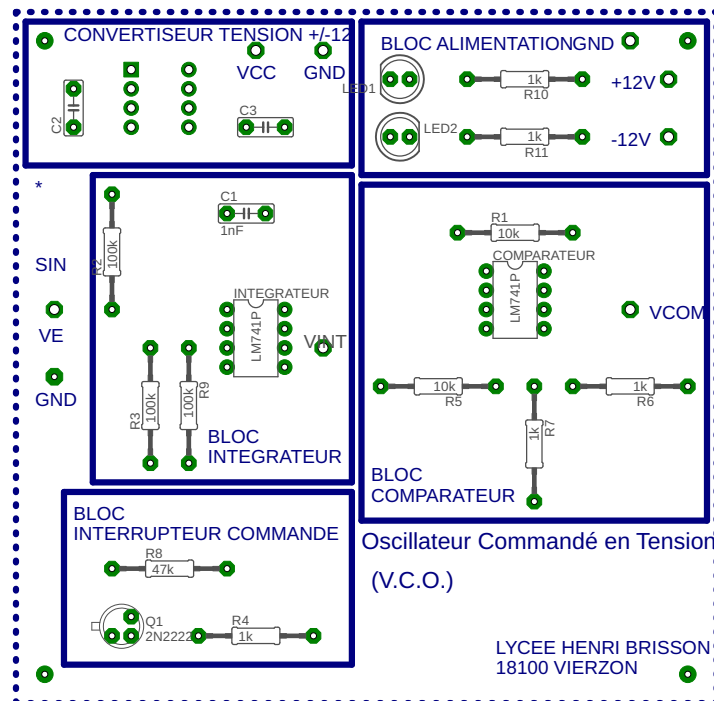 CONVERTISEUR TENSION +/-12
VCC
GND
C2
C3
BLOC ALIMENTATION
GND
LED1
1k
R10
+12V
LED2
1k
R11
-12V
*
SIN
VE
GND
R2
100k
C1
1nF
INTEGRATEUR
LM741P
VINT
R3
100k
100k
R9
BLOC
INTEGRATEUR
R1
10k
COMPARATEUR
LM741P
VCOM
10k
R5
1k
R6
1k
R7
BLOC
COMPARATEUR
BLOC
INTERRUPTEUR COMMANDE
R8
47k
Q1
2N2222
R4
1k
Oscillateur Commandé en Tension
(V.C.O.)
LYCEE HENRI BRISSON
18100 VIERZON